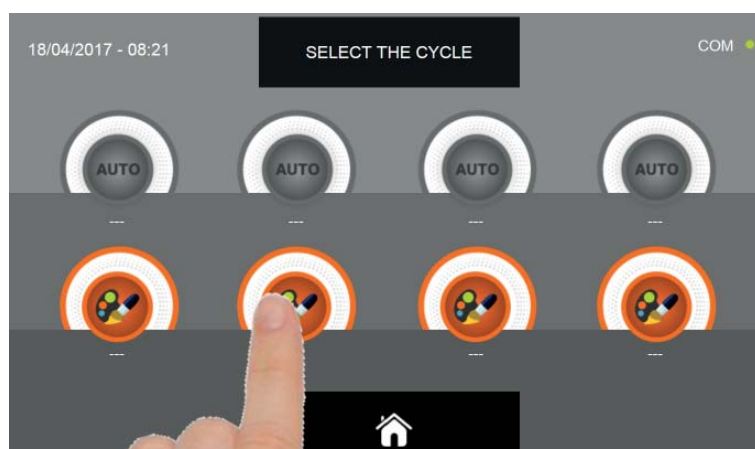 18/04/2017 - 08:21
SELECT THE CYCLE
COM
AUTO AUTO AUTO AUTO
--- --- --- ---
--- --- ---